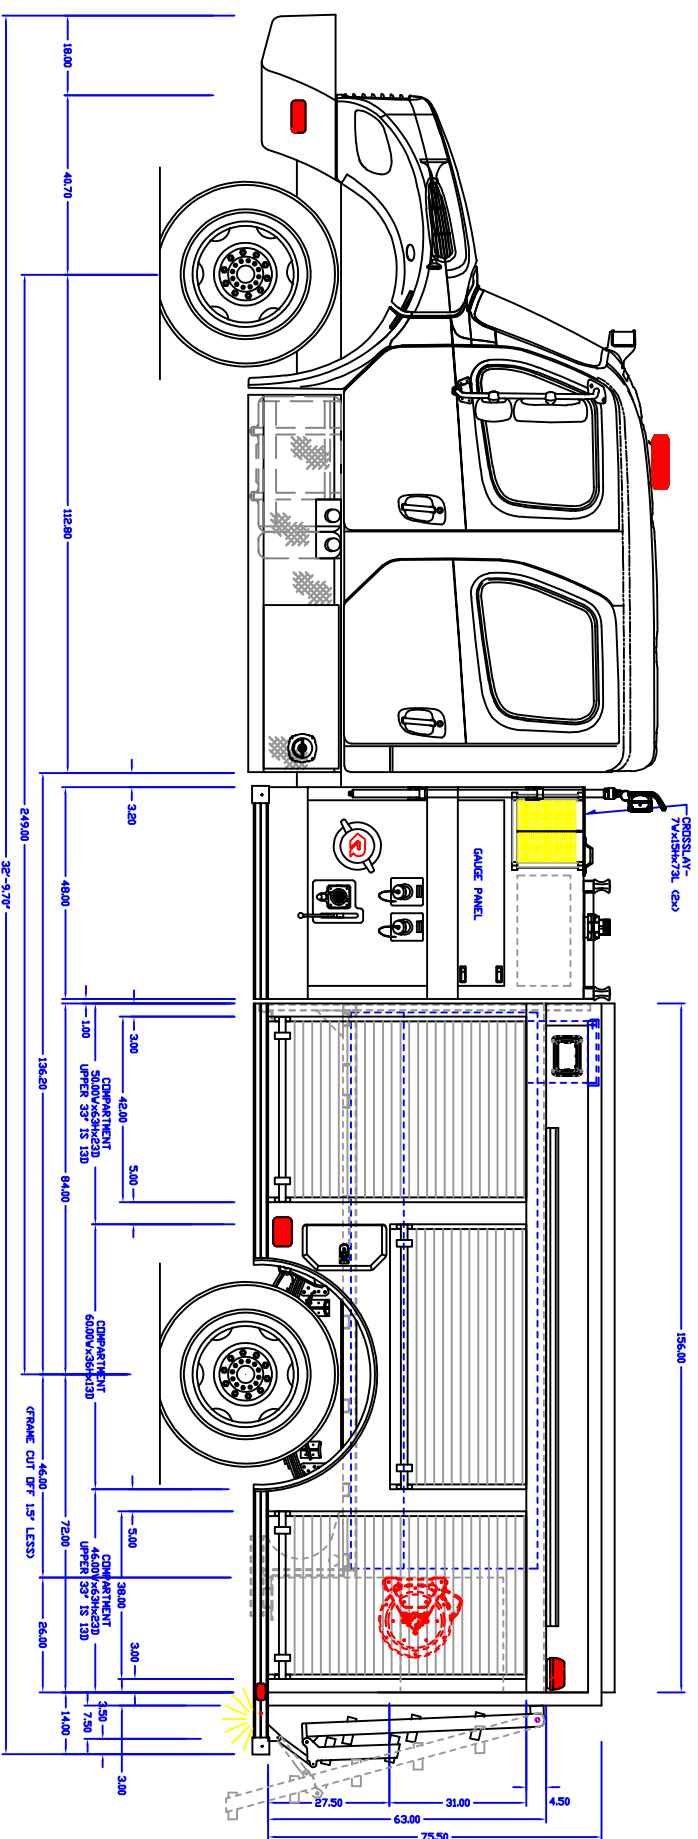 CROSSLAY-
7Wx15Hx73L (2x)
GAUGE PANEL
156.00
18.00
40.70
112.80
3.20
48.00
249.00
32'-9.70"
1.00
3.00
42.00
5.00
COMPARTMENT
50.00Wx63Hx23D
UPPER 33" IS 13D
136.20
84.00
COMPARTMENT
60.00Wx36Hx13D
46.00
(FRAME CUT OFF 1.5" LESS)
72.00
5.00
38.00
3.00
COMPARTMENT
46.00Wx63Hx23D
UPPER 33" IS 13D
26.00
3.50
14.00
7.50
3.00
27.50
31.00
4.50
63.00
75.50
R